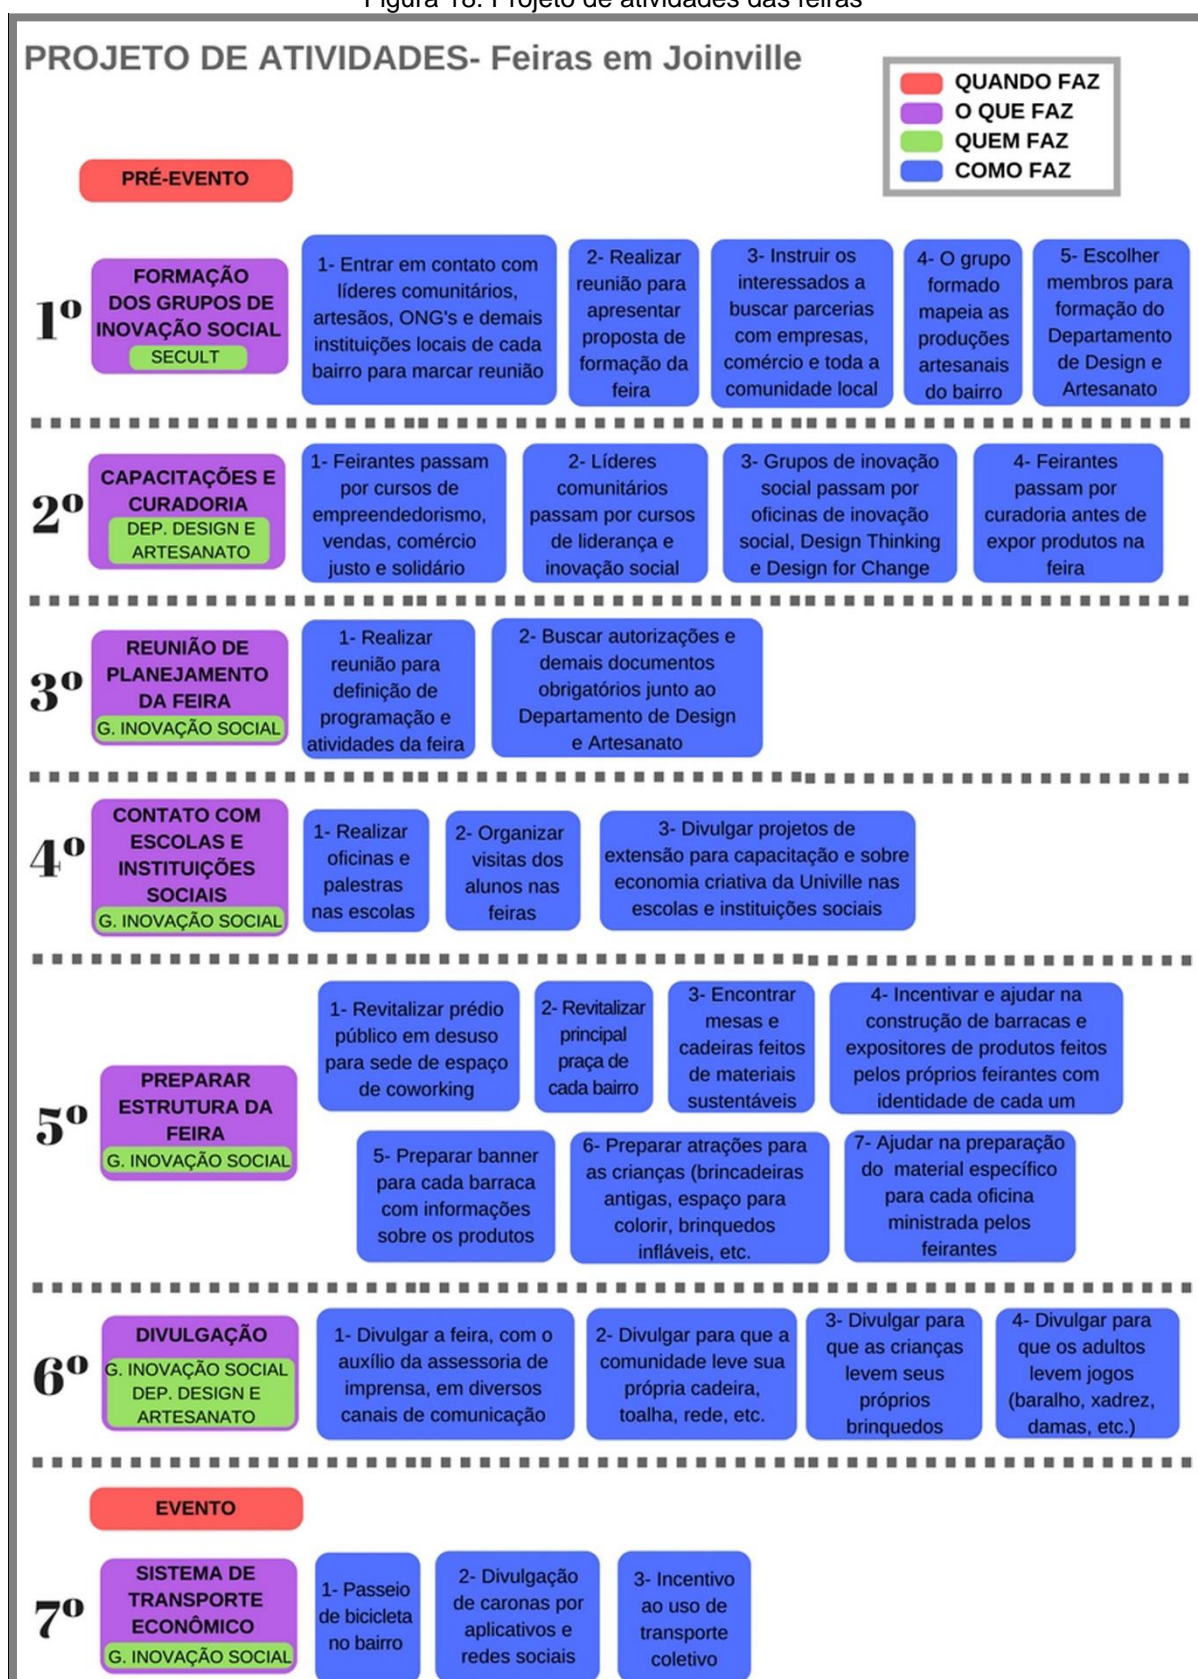 Figura 18: Projeto de atividades das feiras
PROJETO DE ATIVIDADES- Feiras em Joinville
QUANDO FAZ
O QUE FAZ
QUEM FAZ
COMO FAZ
PRÉ-EVENTO
1º
FORMAÇÃO
DOS GRUPOS DE
INOVAÇÃO SOCIAL
SECULT
1- Entrar em contato com
líderes comunitários,
artesãos, ONG's e demais
instituições locais de cada
bairro para marcar reunião
2- Realizar
reunião para
apresentar
proposta de
formação da
feira
3- Instruir os
interessados a
buscar parcerias
com empresas,
comércio e toda a
comunidade local
4- O grupo
formado
mapeia as
produções
artesanais
do bairro
5- Escolher
membros para
formação do
Departamento
de Design e
Artesanato
2º
CAPACITAÇÕES E
CURADORIA
DEP. DESIGN E
ARTESANATO
1- Feirantes passam
por cursos de
empreendedorismo,
vendas, comércio
justo e solidário
2- Líderes
comunitários
passam por cursos
de liderança e
inovação social
3- Grupos de inovação
social passam por
oficinas de inovação
social, Design Thinking
e Design for Change
4- Feirantes
passam por
curadoria antes de
expor produtos na
feira
3º
REUNIÃO DE
PLANEJAMENTO
DA FEIRA
G. INOVAÇÃO SOCIAL
1- Realizar
reunião para
definição de
programação e
atividades da feira
2- Buscar autorizações e
demais documentos
obrigatórios junto ao
Departamento de Design
e Artesanato
4º
CONTATO COM
ESCOLAS E
INSTITUIÇÕES
SOCIAIS
G. INOVAÇÃO SOCIAL
1- Realizar
oficinas e
palestras
nas escolas
2- Organizar
visitas dos
alunos nas
feiras
3- Divulgar projetos de
extensão para capacitação e sobre
economia criativa da Univille nas
escolas e instituições sociais
5º
PREPARAR
ESTRUTURA DA
FEIRA
G. INOVAÇÃO SOCIAL
1- Revitalizar prédio
público em desuso
para sede de espaço
de coworking
2- Revitalizar
principal
praça de
cada bairro
3- Encontrar
mesas e
cadeiras feitos
de materiais
sustentáveis
4- Incentivar e ajudar na
construção de barracas e
expositores de produtos feitos
pelos próprios feirantes com
identidade de cada um
5- Preparar banner
para cada barraca
com informações
sobre os produtos
6- Preparar atrações para
as crianças (brincadeiras
antigas, espaço para
colorir, brinquedos
infláveis, etc.
7- Ajudar na preparação
do material específico
para cada oficina
ministrada pelos
feirantes
6º
DIVULGAÇÃO
G. INOVAÇÃO SOCIAL
DEP. DESIGN E
ARTESANATO
1- Divulgar a feira, com o
auxílio da assessoria de
imprensa, em diversos
canais de comunicação
2- Divulgar para que a
comunidade leve sua
própria cadeira,
toalha, rede, etc.
3- Divulgar para
que as crianças
levem seus
próprios
brinquedos
4- Divulgar para
que os adultos
levem jogos
(baralho, xadrez,
damas, etc.)
EVENTO
7º
SISTEMA DE
TRANSPORTE
ECONÔMICO
G. INOVAÇÃO SOCIAL
1- Passeio
de bicicleta
no bairro
2- Divulgação
de caronas por
aplicativos e
redes sociais
3- Incentivo
ao uso de
transporte
coletivo